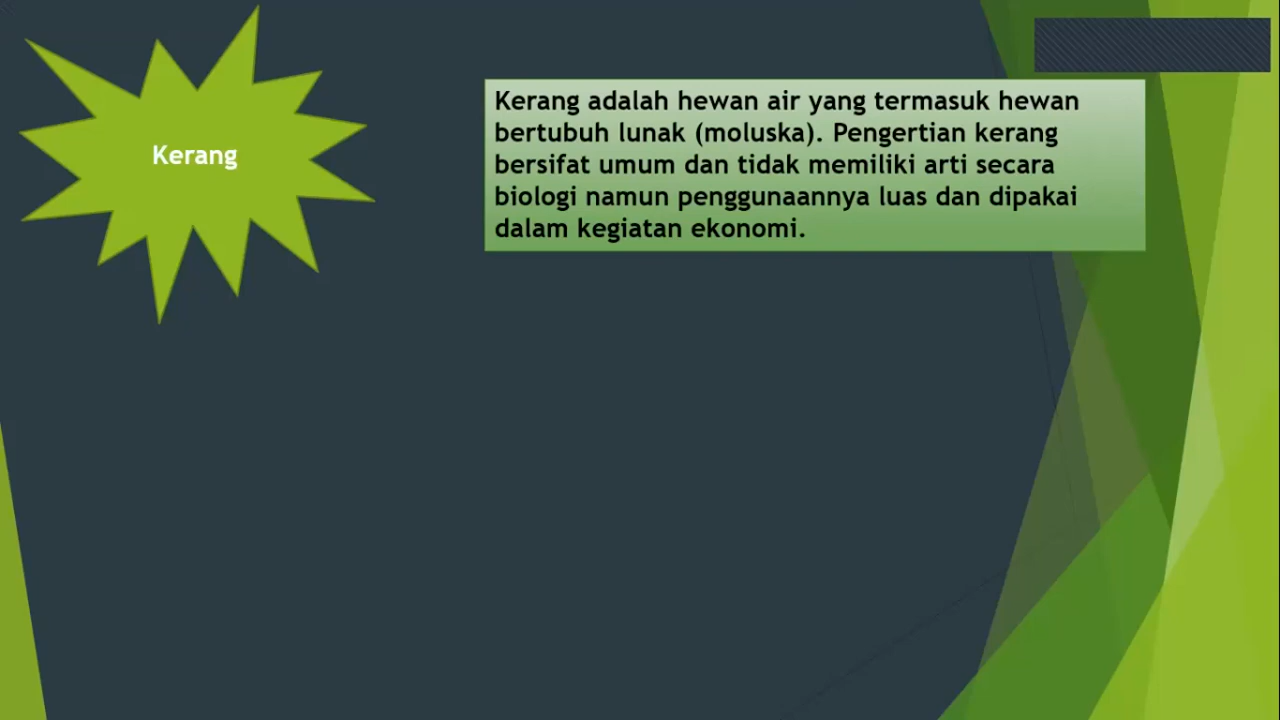 Kerang
Kerang adalah hewan air yang termasuk hewan
bertubuh lunak (moluska). Pengertian kerang
bersifat umum dan tidak memiliki arti secara
biologi namun penggunaannya luas dan dipakai
dalam kegiatan ekonomi.